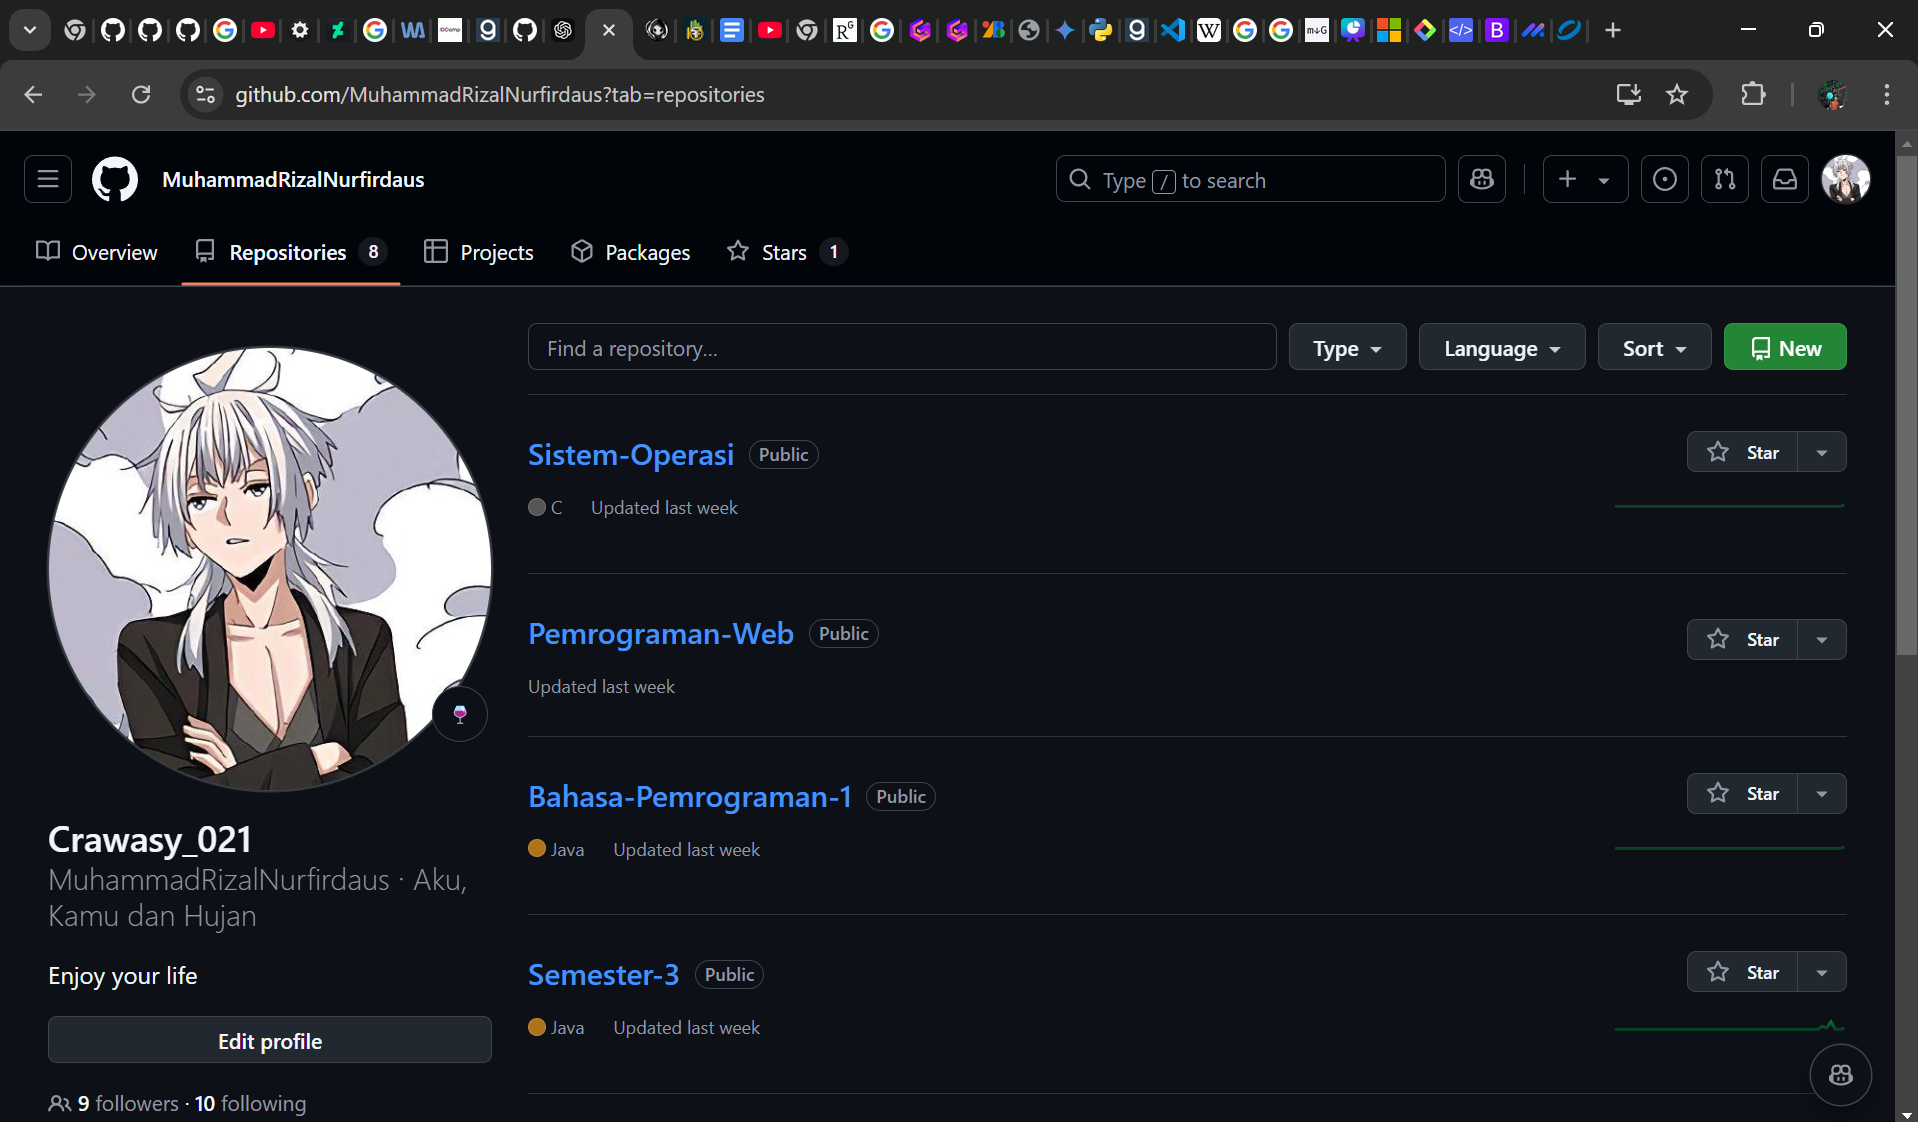 github.com/MuhammadRizalNurfirdaus?tab=repositories
MuhammadRizalNurfirdaus
Type / to search
Overview
Repositories 8
Projects
Packages
Stars 1
Find a repository...
Type
Language
Sort
New
Sistem-Operasi Public
Star
C Updated last week
Pemrograman-Web Public
Star
Updated last week
Bahasa-Pemrograman-1 Public
Star
Java Updated last week
Semester-3 Public
Star
Java Updated last week
Crawasy_021
MuhammadRizalNurfirdaus · Aku,
Kamu dan Hujan
Enjoy your life
Edit profile
9 followers · 10 following